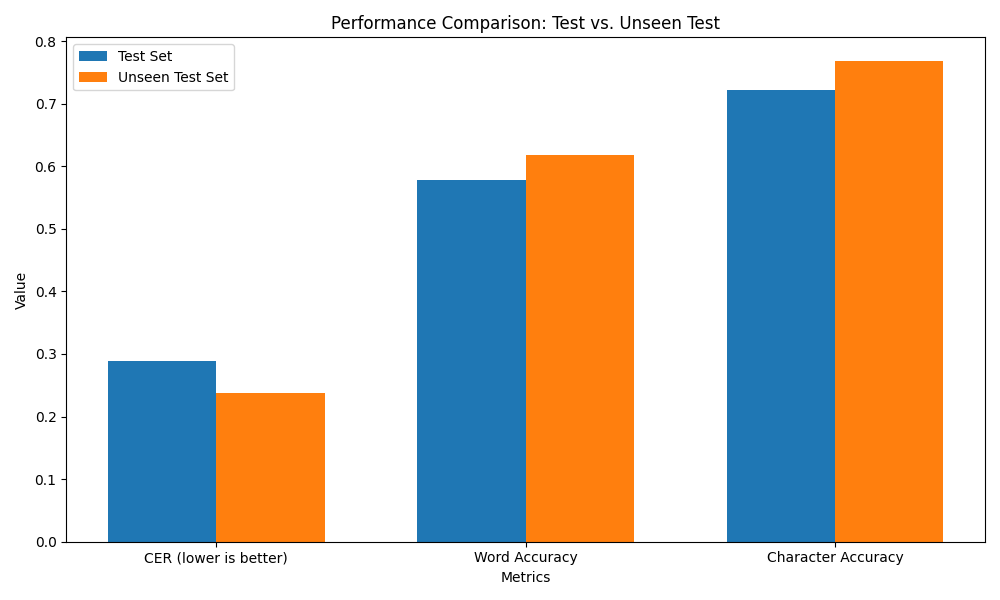 Performance Comparison: Test vs. Unseen Test
Test Set
Unseen Test Set
Value
0.8
0.7
0.6
0.5
0.4
0.3
0.2
0.1
0.0
CER (lower is better)
Word Accuracy
Character Accuracy
Metrics